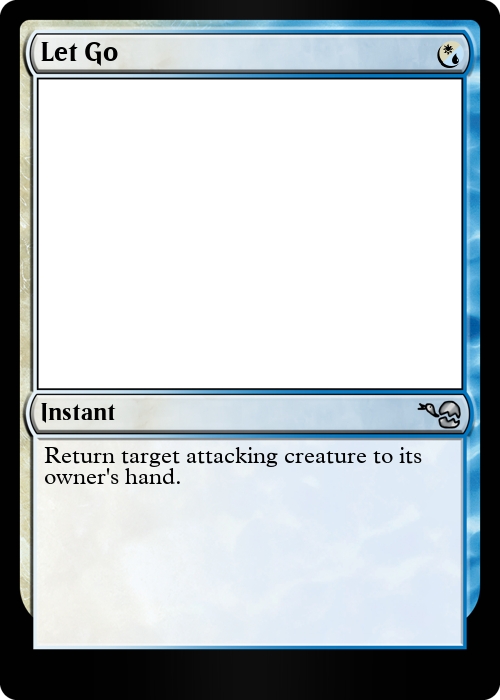 Let Go
Instant
Return target attacking creature to its
owner's hand.